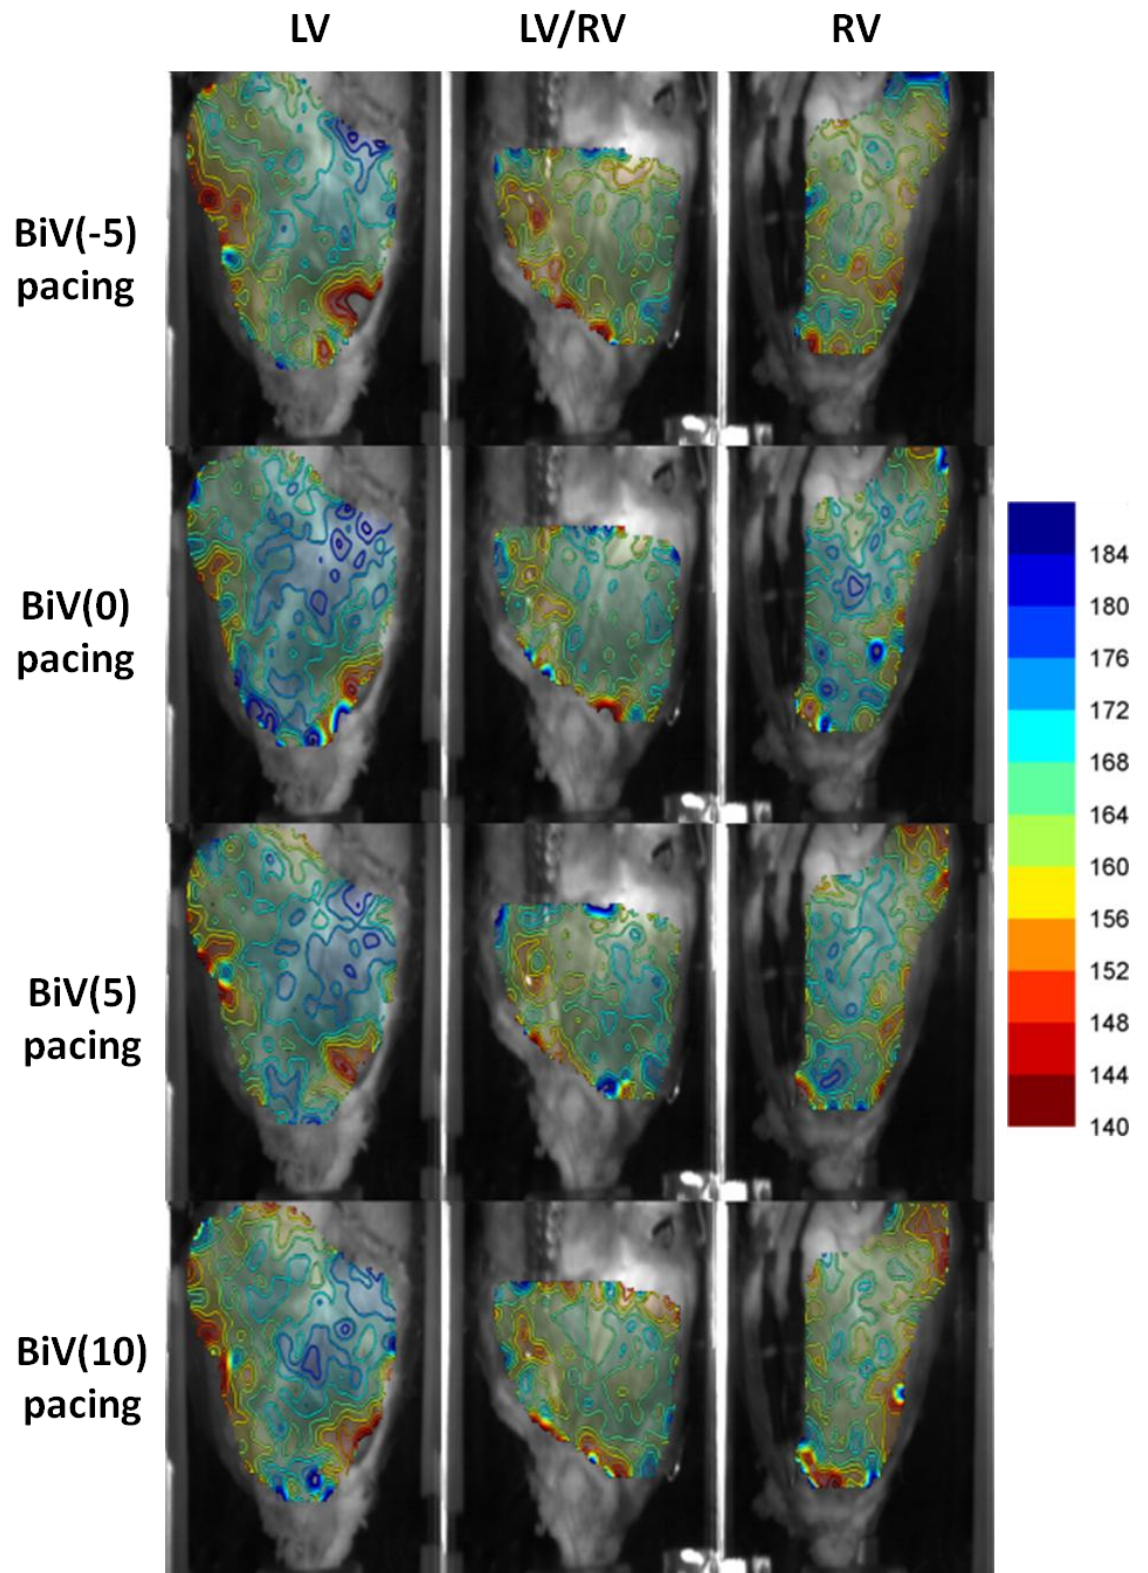 LV LV/RV RV
BiV(-5)
pacing
BiV(0)
pacing
184
180
176
172
168
164
160
156
152
148
144
140
BiV(5)
pacing
BiV(10)
pacing